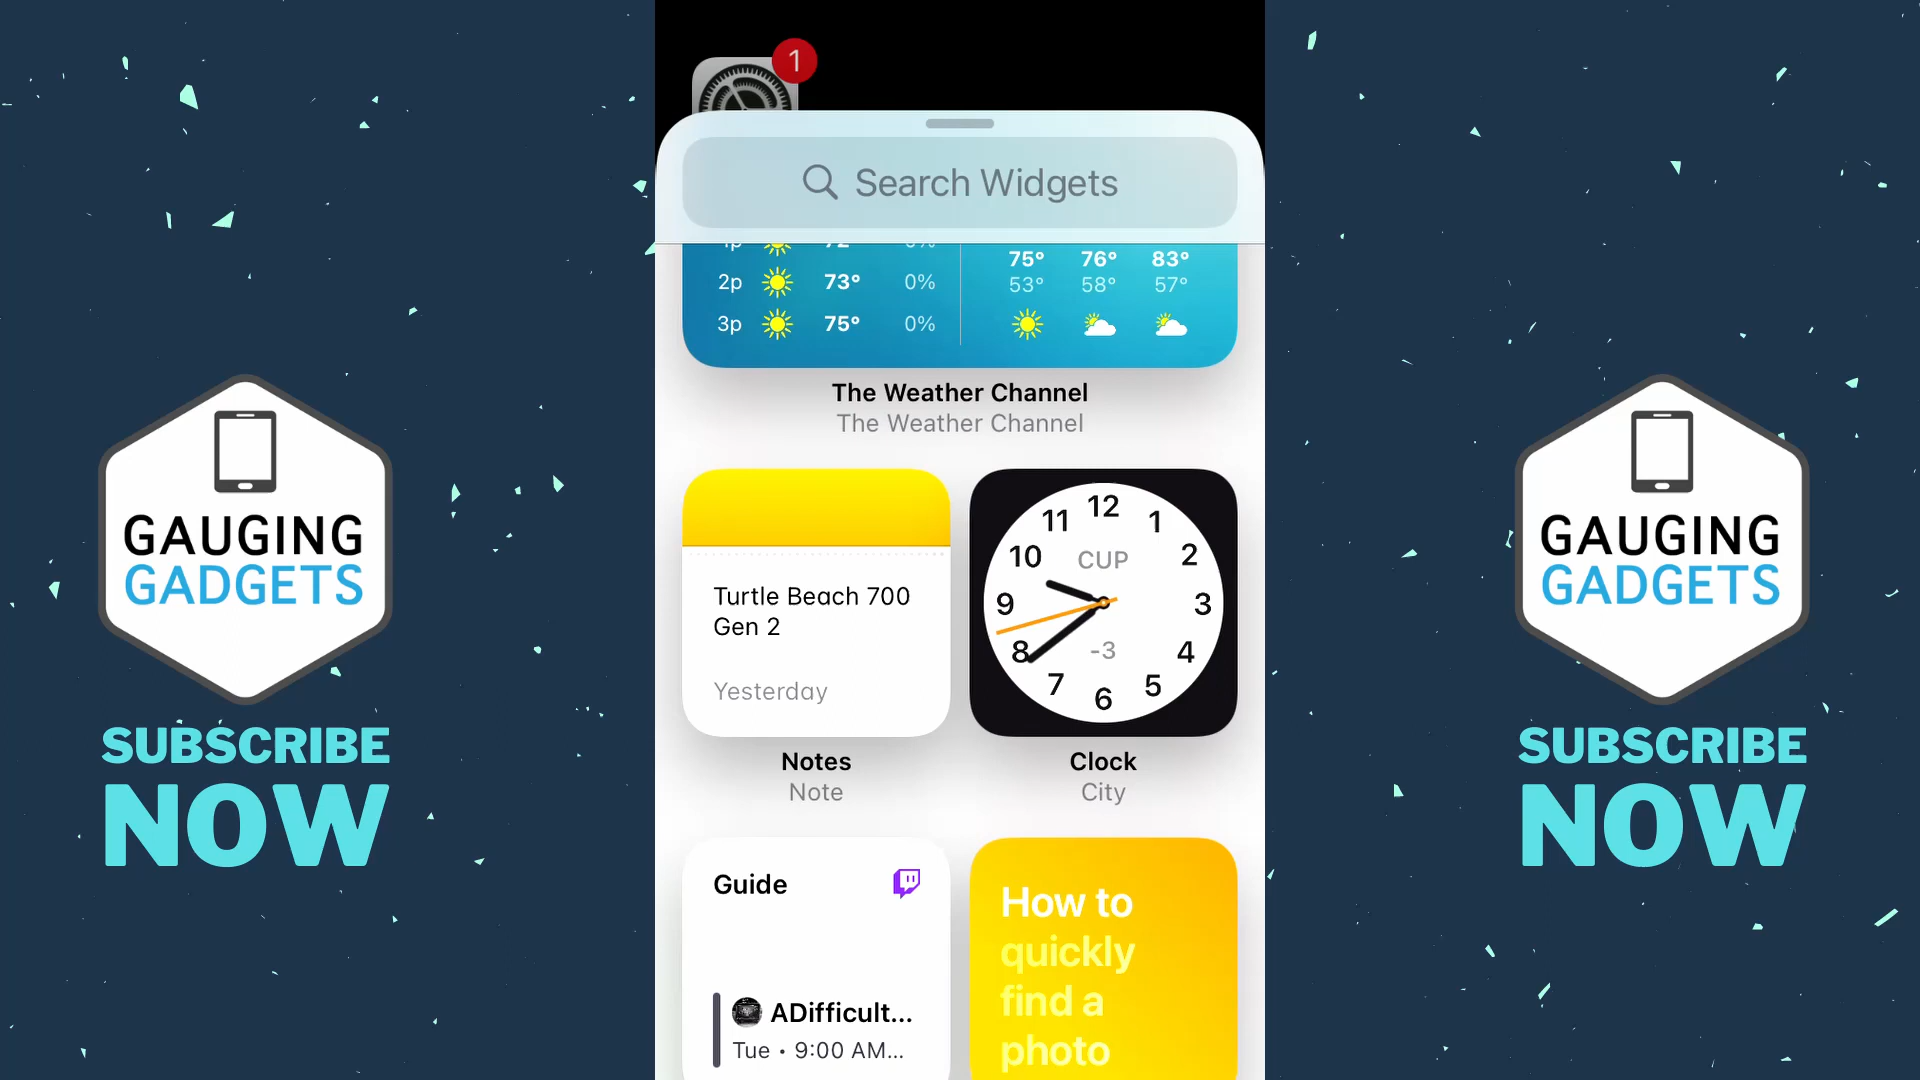 1
Search Widgets
75° 76° 83°
2p 73° 0% 53° 58° 57°
3p 75° 0%
The Weather Channel
The Weather Channel
Turtle Beach 700
Gen 2
Yesterday
Notes
Note
12
11 1
10 CUP 2
9 3
8 -3 4
7 5
6
Clock
City
Guide
ADifficult...
Tue • 9:00 AM...
How to
quickly
find a
photo
GAUGING
GADGETS
SUBSCRIBE
NOW
GAUGING
GADGETS
SUBSCRIBE
NOW